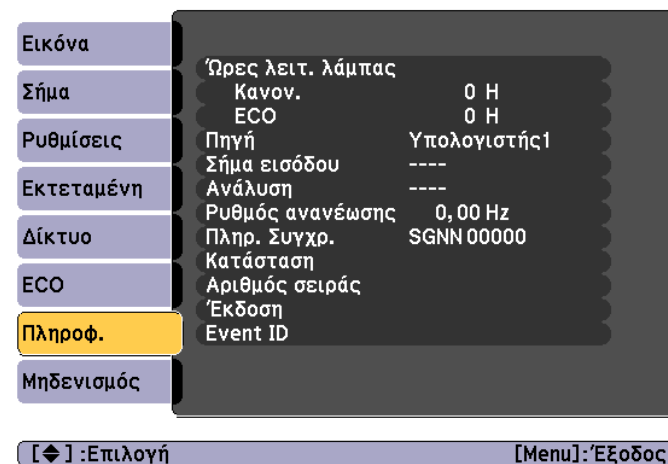 Εικόνα
Σήμα
Ρυθμίσεις
Εκτεταμένη
Δίκτυο
ECO
Πληροφ.
Μηδενισμός
Ώρες λειτ. λάμπας
Κανον. 0 H
ECO 0 H
Πηγή Υπολογιστής1
Σήμα εισόδου ----
Ανάλυση ----
Ρυθμός ανανέωσης 0,00 Hz
Πληρ. Συγχρ. SGNN 00000
Κατάσταση
Αριθμός σειράς
Έκδοση
Event ID
[◆] :Επιλογή [Menu]:Έξοδος